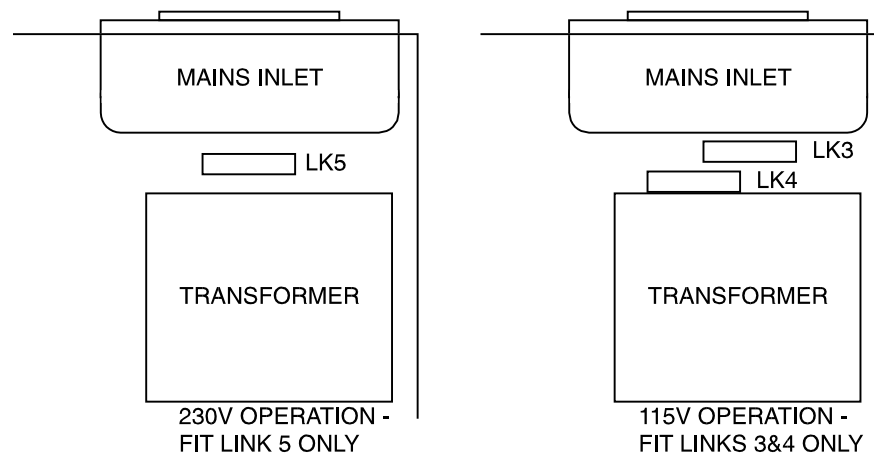 MAINS INLET
LK5
TRANSFORMER
230V OPERATION -
FIT LINK 5 ONLY
MAINS INLET
LK3
LK4
TRANSFORMER
115V OPERATION -
FIT LINKS 3&4 ONLY